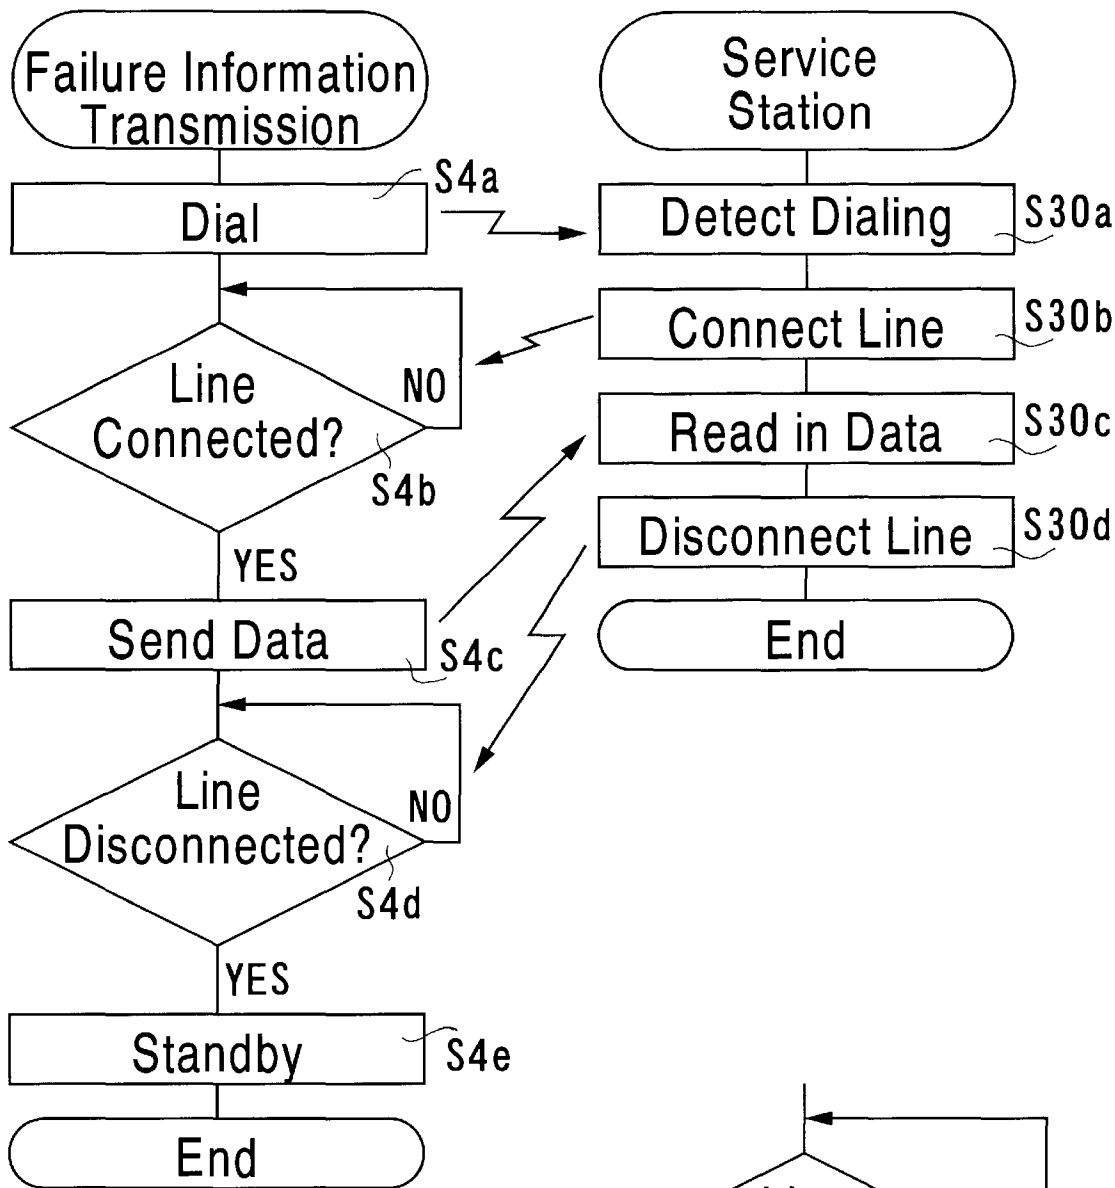 Failure Information
Transmission
S4a
Dial
Line
Connected?
NO
S4b
YES
Send Data
S4c
Line
Disconnected?
NO
S4d
YES
Standby
S4e
End
Service
Station
Detect Dialing
S30a
Connect Line
S30b
Read in Data
S30c
Disconnect Line
S30d
End